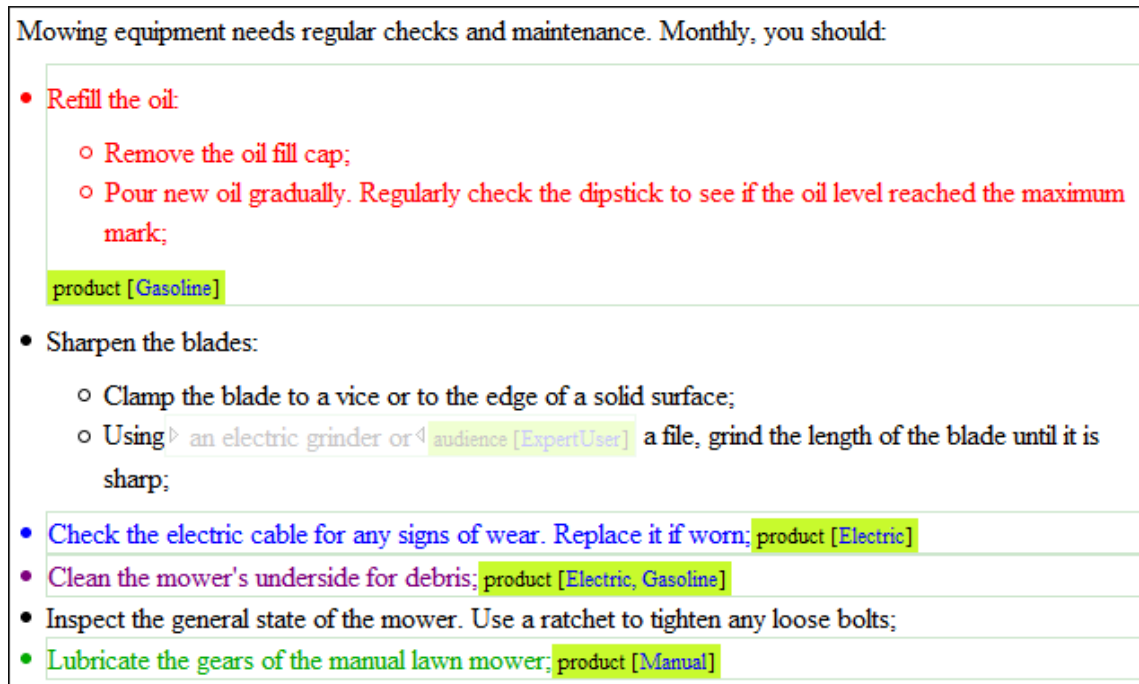 Mowing equipment needs regular checks and maintenance. Monthly, you should:
Refill the oil:
Remove the oil fill cap;
Pour new oil gradually. Regularly check the dipstick to see if the oil level reached the maximum
mark;
product [Gasoline]
Sharpen the blades:
Clamp the blade to a vice or to the edge of a solid surface;
Using an electric grinder or audience [ExpertUser] a file, grind the length of the blade until it is
sharp;
Check the electric cable for any signs of wear. Replace it if worn; product [Electric]
Clean the mower's underside for debris; product [Electric, Gasoline]
Inspect the general state of the mower. Use a ratchet to tighten any loose bolts;
Lubricate the gears of the manual lawn mower; product [Manual]